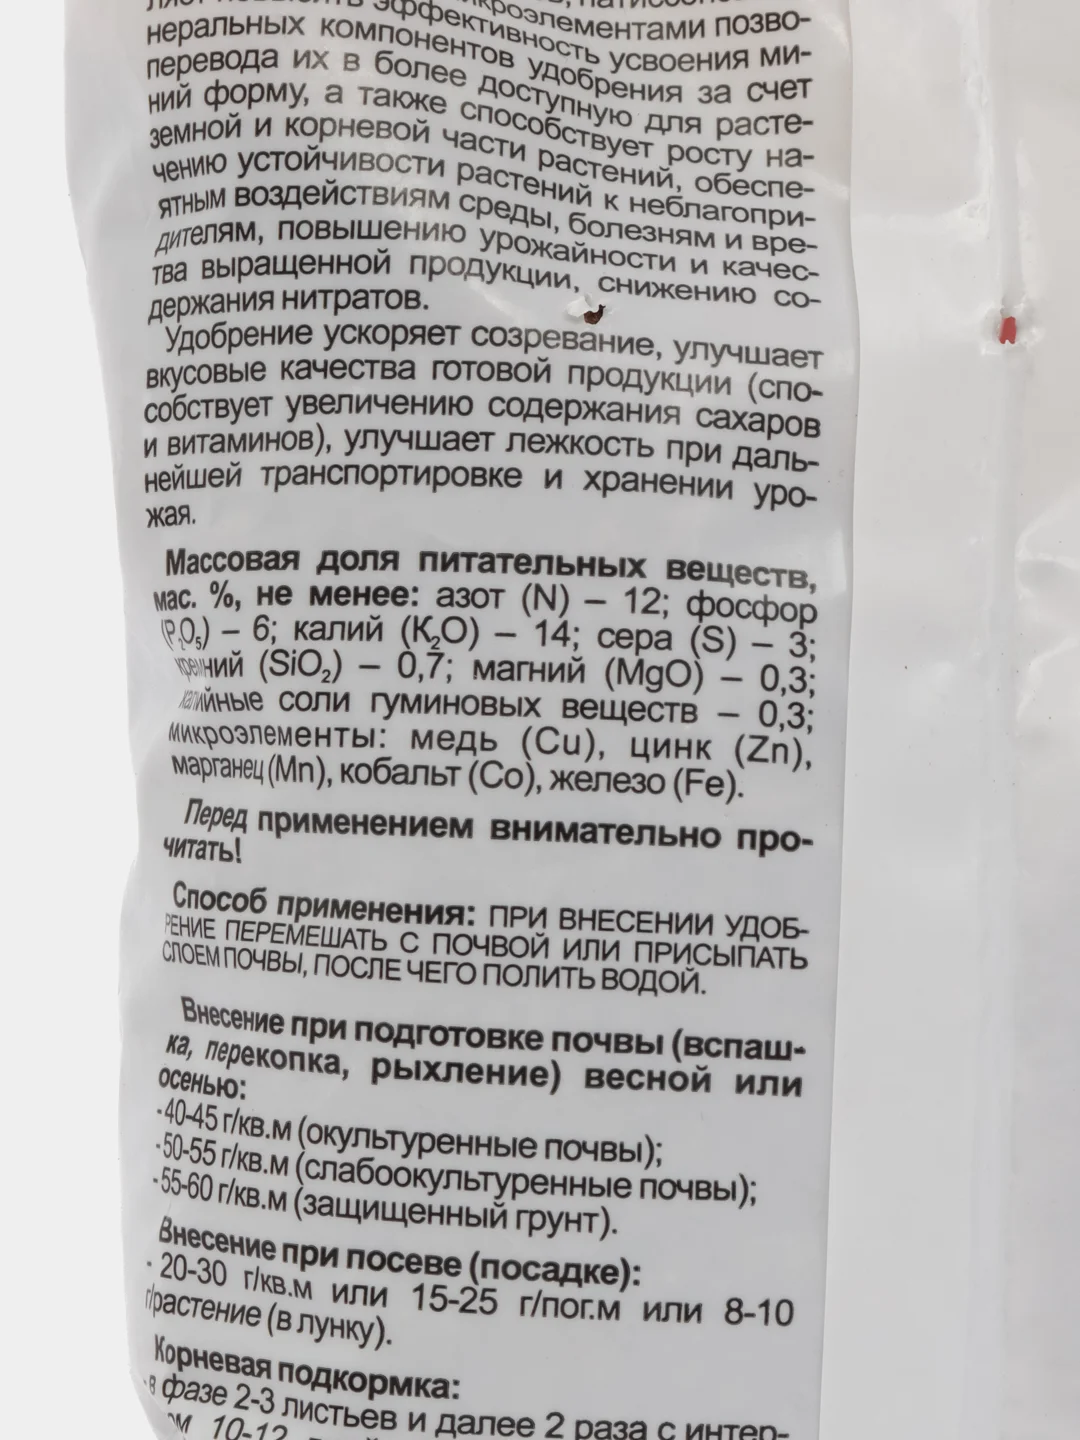 эффективность усвоения ми-
микроэлементами позво-
неральных компонентов удобрения за счет
перевода их в более доступную для расте-
ний форму, а также способствует росту на-
земной и корневой части растений, обеспе-
чению устойчивости растений к неблагопри-
ятным воздействиям среды, болезням и вре-
дителям, повышению урожайности и качес-
тва выращенной продукции, снижению со-
держания нитратов.
Удобрение ускоряет созревание, улучшает
вкусовые качества готовой продукции (спо-
собствует увеличению содержания сахаров
и витаминов), улучшает лежкость при даль-
нейшей транспортировке и хранении уро-
жая.
Массовая доля питательных веществ,
мас. %, не менее: азот (N) – 12; фосфор
(P₂O₅) – 6; калий (K₂O) – 14; сера (S) – 3;
кремний (SiO₂) – 0,7; магний (MgO) – 0,3;
калийные соли гуминовых веществ – 0,3;
микроэлементы: медь (Cu), цинк (Zn),
марганец (Mn), кобальт (Co), железо (Fe).
Перед применением внимательно про-
читать!
Способ применения: ПРИ ВНЕСЕНИИ УДОБ-
РЕНИЕ ПЕРЕМЕШАТЬ С ПОЧВОЙ ИЛИ ПРИСЫПАТЬ
СЛОЕМ ПОЧВЫ, ПОСЛЕ ЧЕГО ПОЛИТЬ ВОДОЙ.
Внесение при подготовке почвы (вспаш-
ка, перекопка, рыхление) весной или
осенью:
- 40-45 г/кв.м (окультуренные почвы);
- 50-55 г/кв.м (слабоокультуренные почвы);
- 55-60 г/кв.м (защищенный грунт).
Внесение при посеве (посадке):
- 20-30 г/кв.м или 15-25 г/пог.м или 8-10
г/растение (в лунку).
Корневая подкормка:
- в фазе 2-3 листьев и далее 2 раза с интер-
10-12